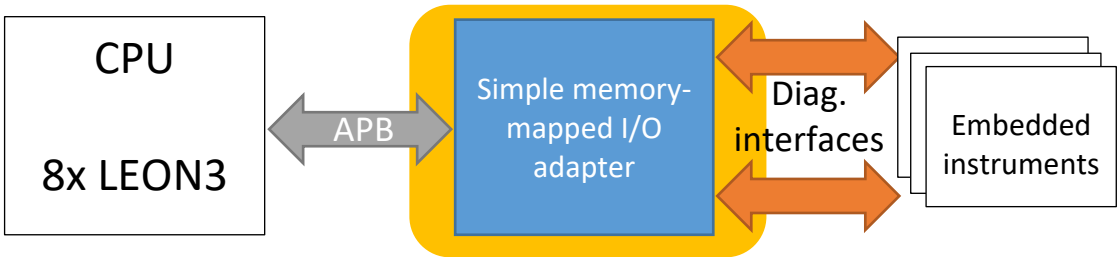 CPU
8x LEON3
APB
Simple memory-
mapped I/O
adapter
Diag.
interfaces
Embedded
instruments